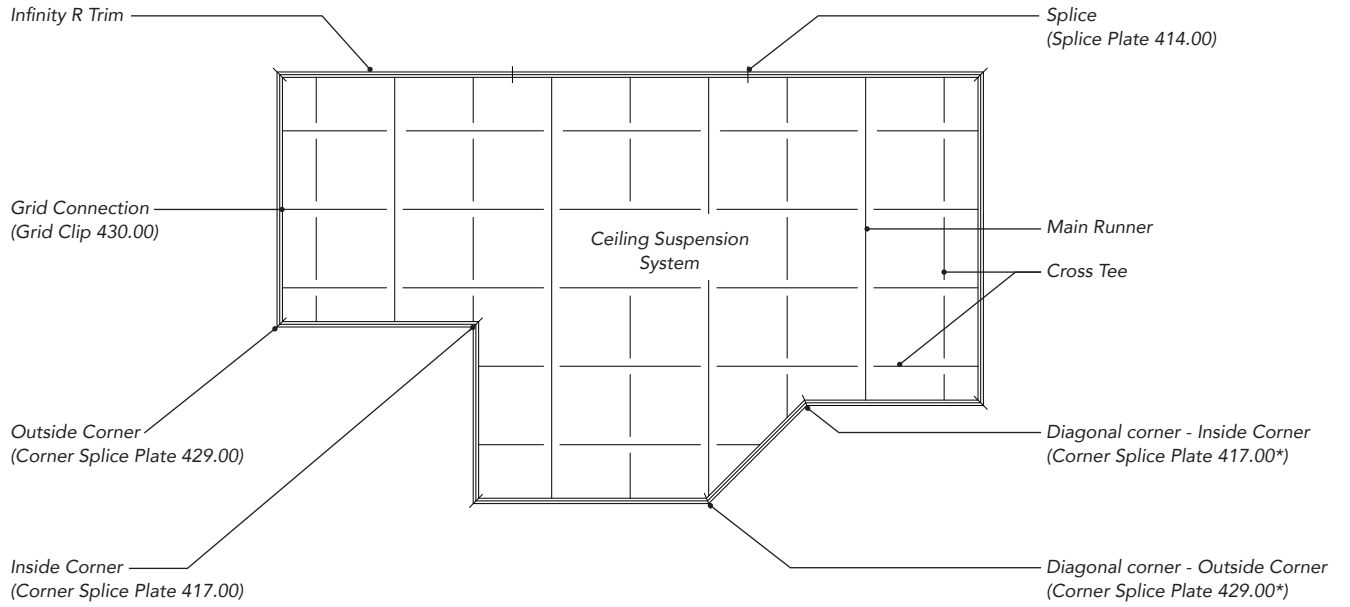 Infinity R Trim
Splice
(Splice Plate 414.00)
Grid Connection
(Grid Clip 430.00)
Ceiling Suspension
System
Main Runner
Cross Tee
Outside Corner
(Corner Splice Plate 429.00)
Diagonal corner - Inside Corner
(Corner Splice Plate 417.00*)
Inside Corner
(Corner Splice Plate 417.00)
Diagonal corner - Outside Corner
(Corner Splice Plate 429.00*)